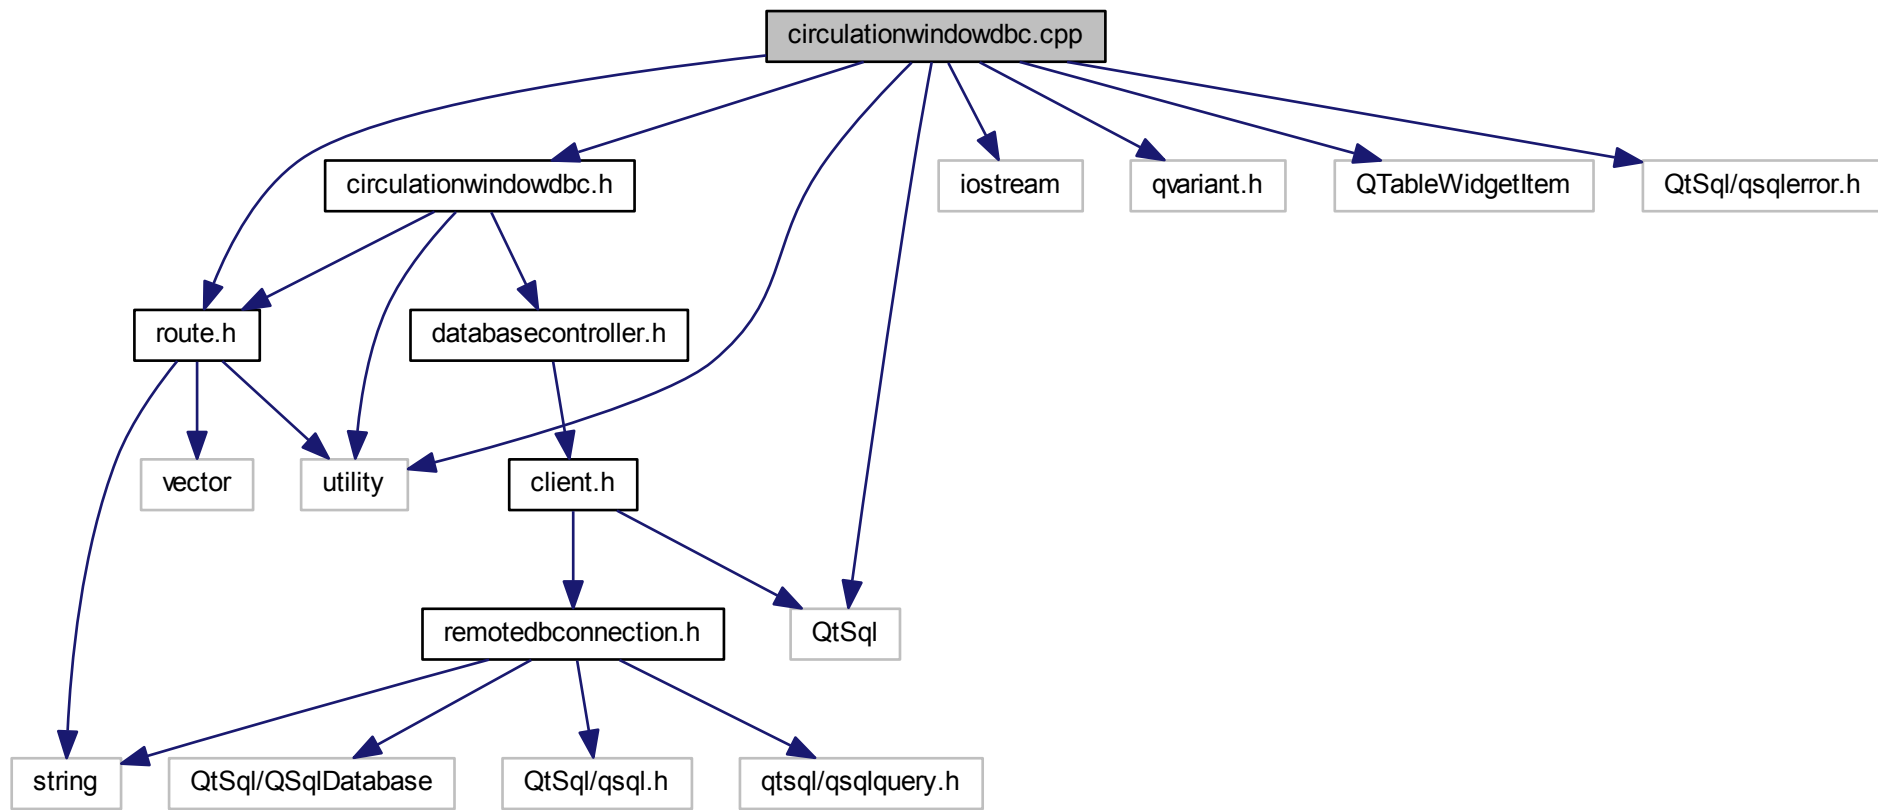 circulationwindowdbc.cpp
circulationwindowdbc.h
iostream
qvariant.h
QTableWidgetItem
QtSql/qsqlerror.h
route.h
databasecontroller.h
vector
utility
client.h
remotedbconnection.h
QtSql
string
QtSql/QSqlDatabase
QtSql/qsql.h
qtsql/qsqlquery.h